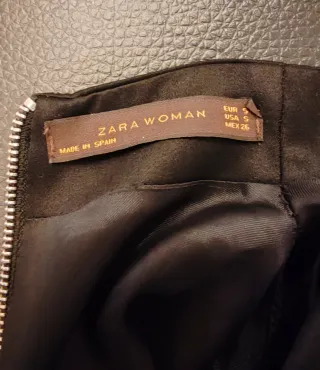 ZARA WOMAN
MADE IN SPAIN
EUR S
USA S
MEX 26